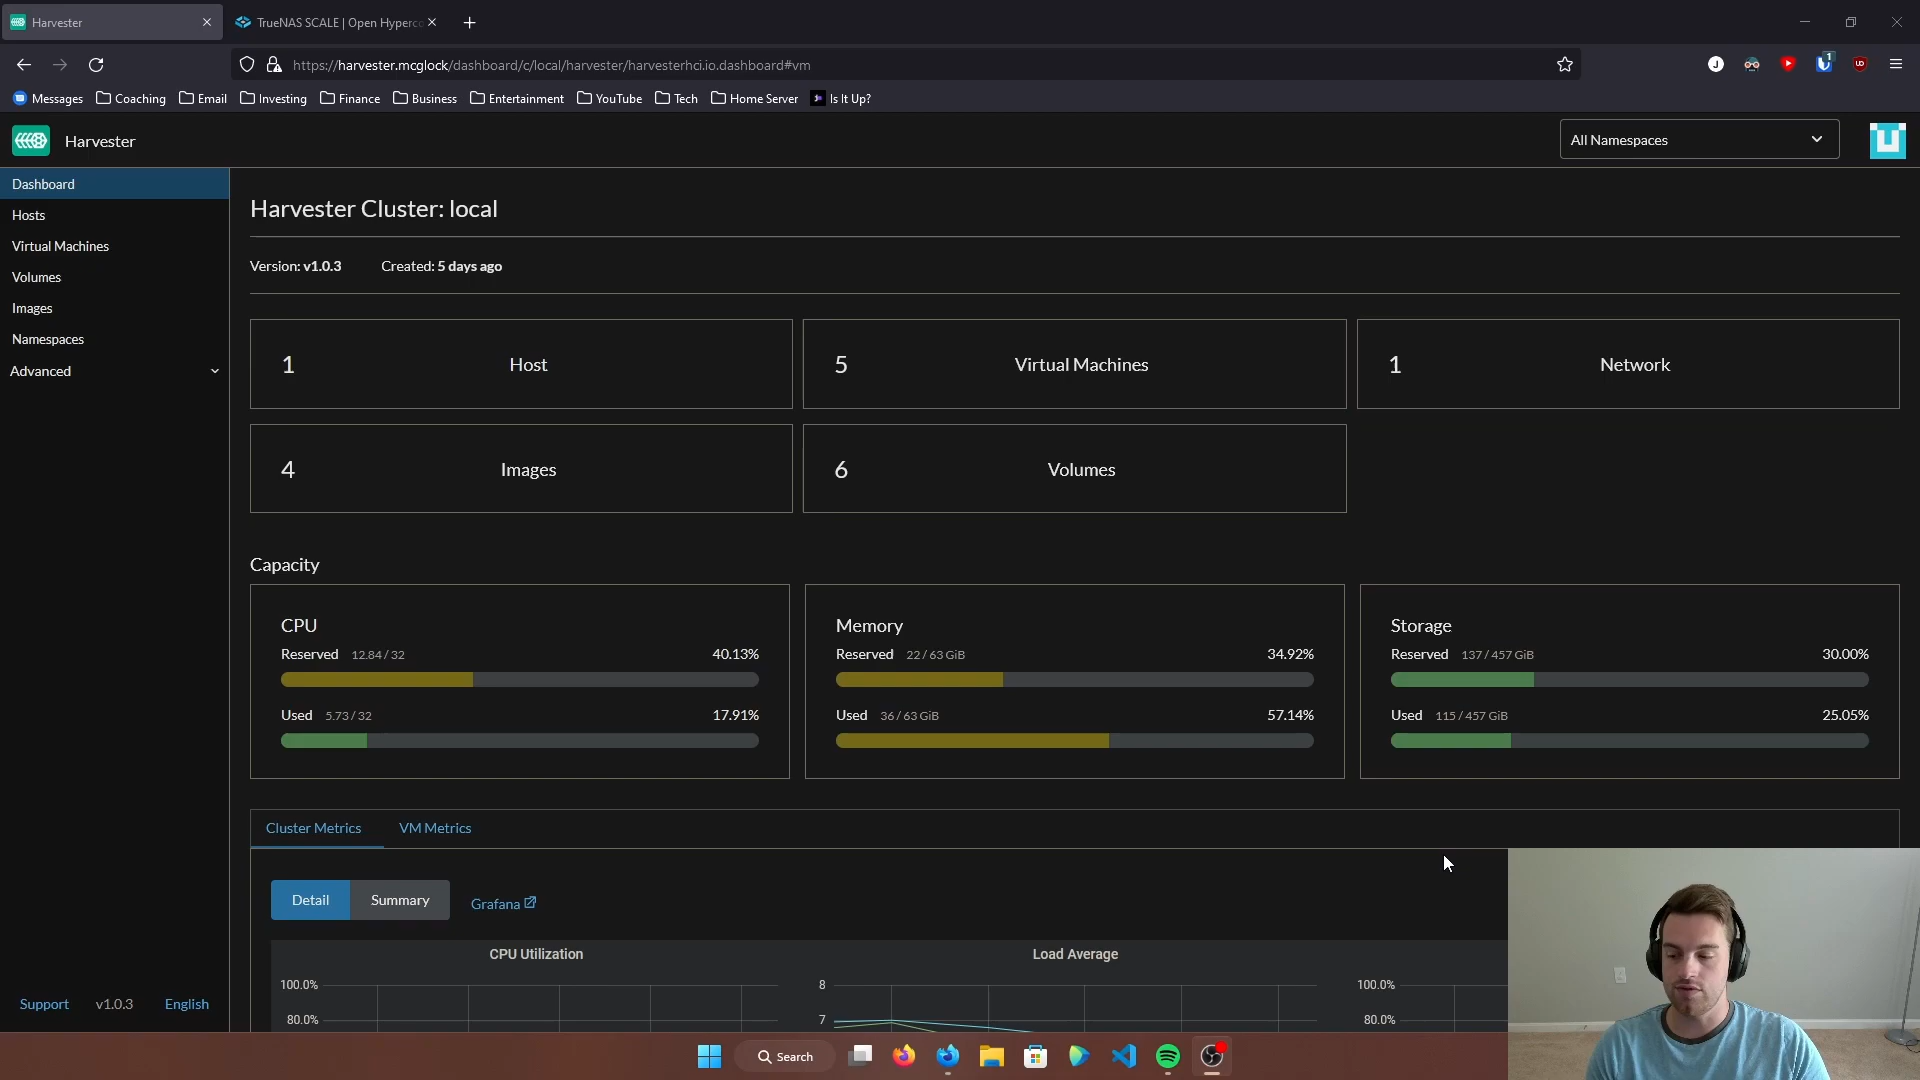 Harvester
TrueNAS SCALE | Open Hyperco
https://harvester.mcglock/dashboard/c/local/harvester/harvesterhci.io.dashboard#vm
J
1
UD
Messages
Coaching
Email
Investing
Finance
Business
Entertainment
YouTube
Tech
Home Server
Is It Up?
Harvester
All Namespaces
Dashboard
Hosts
Virtual Machines
Volumes
Images
Namespaces
Advanced
Harvester Cluster: local
Version: v1.0.3
Created: 5 days ago
1 Host
5 Virtual Machines
1 Network
4 Images
6 Volumes
Capacity
CPU
Reserved 12.84 / 32 40.13%
Used 5.73 / 32 17.91%
Memory
Reserved 22 / 63 GiB 34.92%
Used 36 / 63 GiB 57.14%
Storage
Reserved 137 / 457 GiB 30.00%
Used 115 / 457 GiB 25.05%
Cluster Metrics
VM Metrics
Detail
Summary
Grafana
CPU Utilization
100.0%
80.0%
Load Average
8
7
100.0%
80.0%
Support
v1.0.3
English
Search